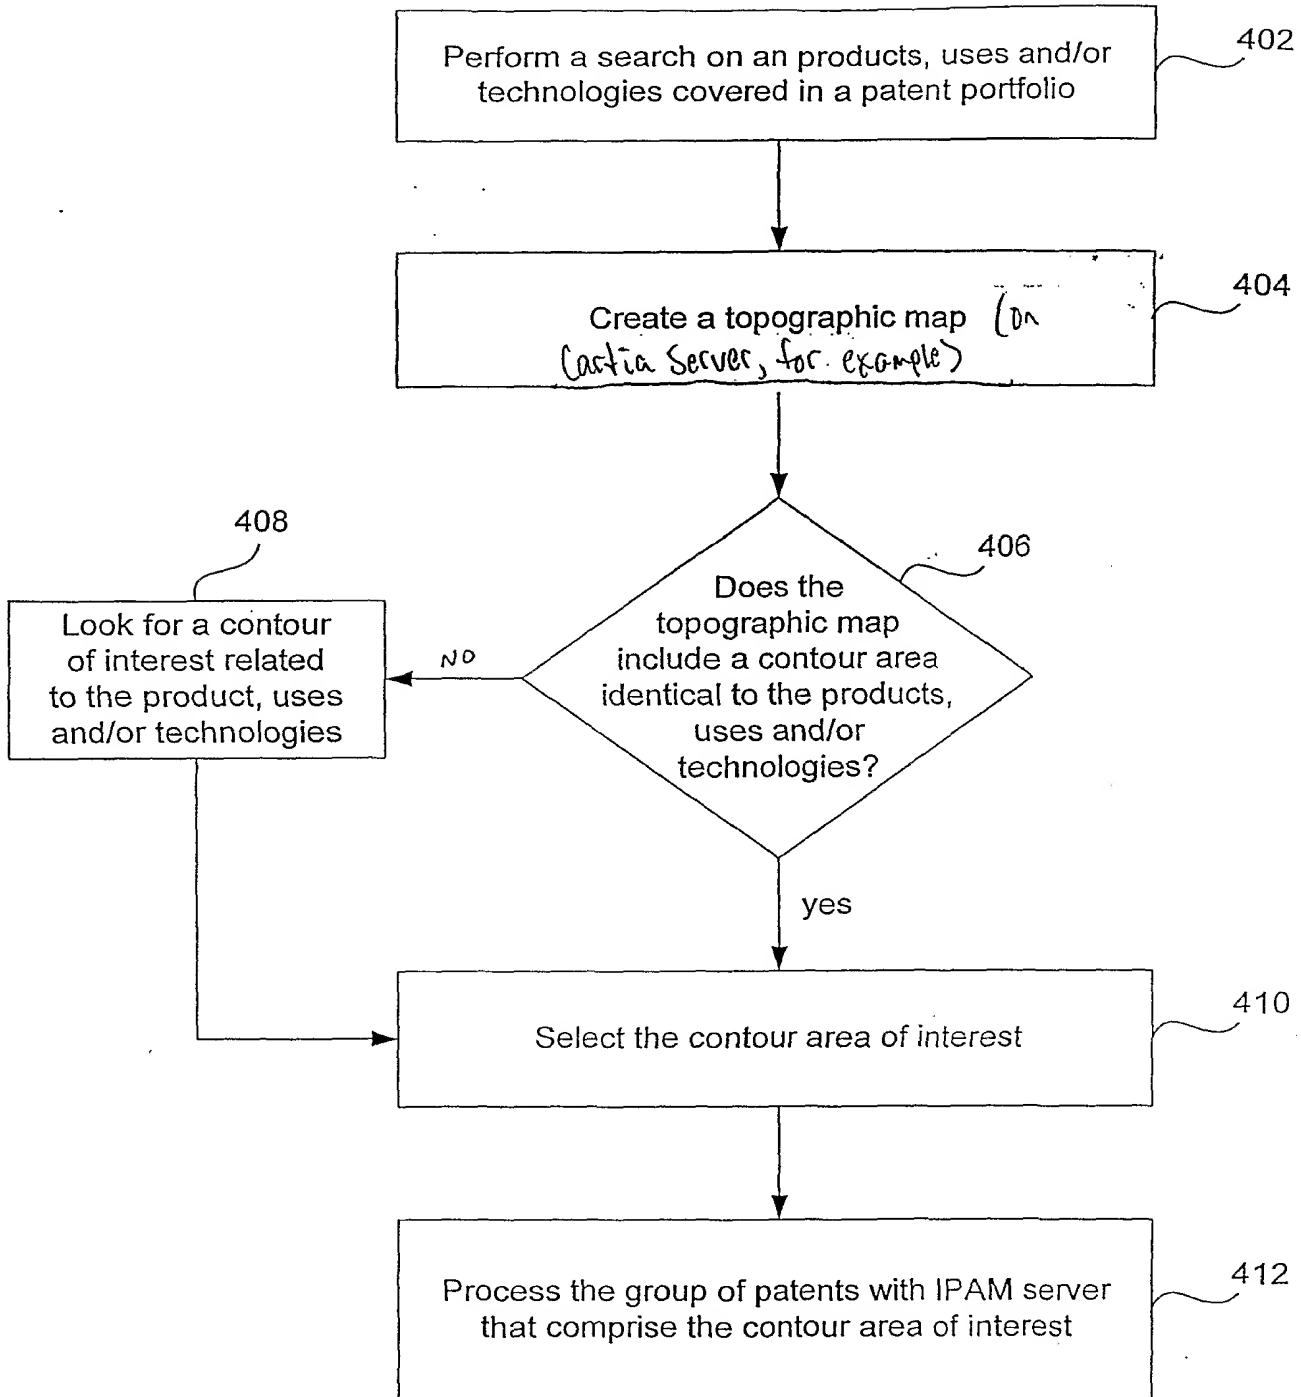 Perform a search on an products, uses and/or
technologies covered in a patent portfolio
402
Create a topographic map (on
Cartia Server, for example)
404
Does the
topographic map
include a contour area
identical to the products,
uses and/or
technologies?
406
NO
408
Look for a contour
of interest related
to the product, uses
and/or technologies
yes
Select the contour area of interest
410
Process the group of patents with IPAM server
that comprise the contour area of interest
412